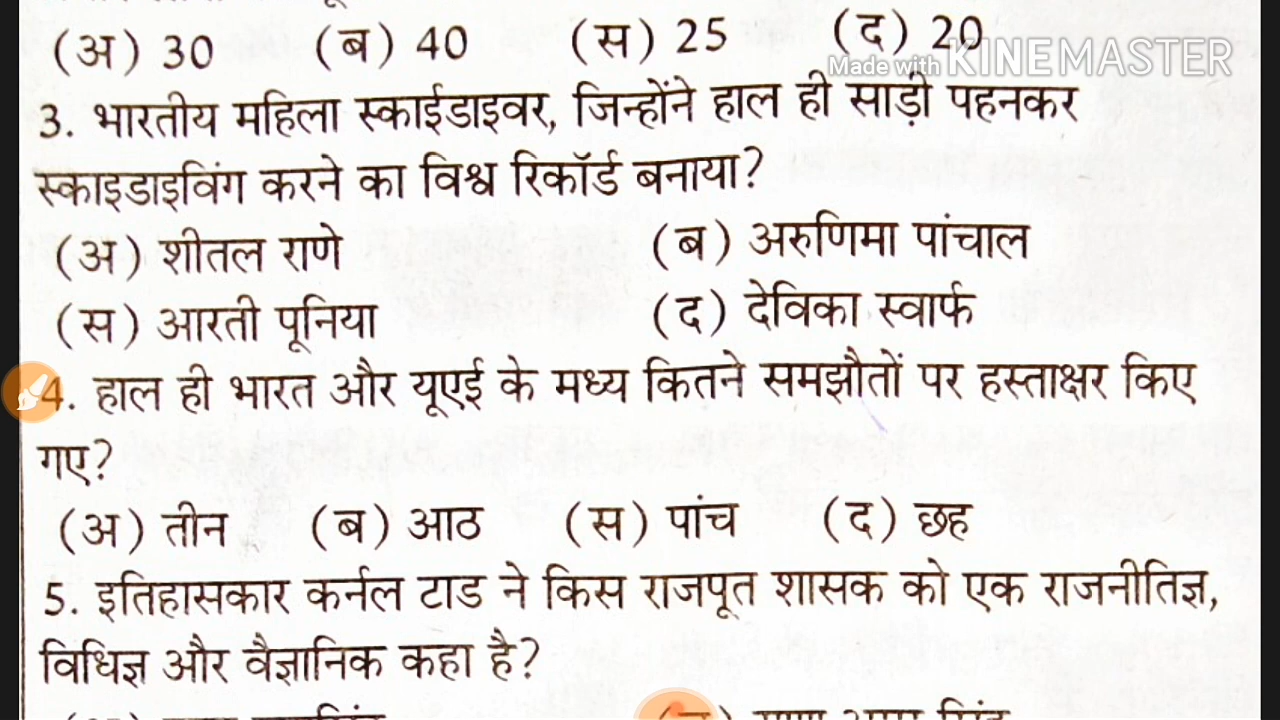 (अ) 30 (ब) 40 (स) 25 (द) 20
Made with KINEMASTER
3. भारतीय महिला स्काईडाइवर, जिन्होंने हाल ही साड़ी पहनकर
स्काइडाइविंग करने का विश्व रिकॉर्ड बनाया?
(अ) शीतल राणे (ब) अरुणिमा पांचाल
(स) आरती पूनिया (द) देविका स्वार्फ
4. हाल ही भारत और यूएई के मध्य कितने समझौतों पर हस्ताक्षर किए
गए?
(अ) तीन (ब) आठ (स) पांच (द) छह
5. इतिहासकार कर्नल टाड ने किस राजपूत शासक को एक राजनीतिज्ञ,
विधिज्ञ और वैज्ञानिक कहा है?